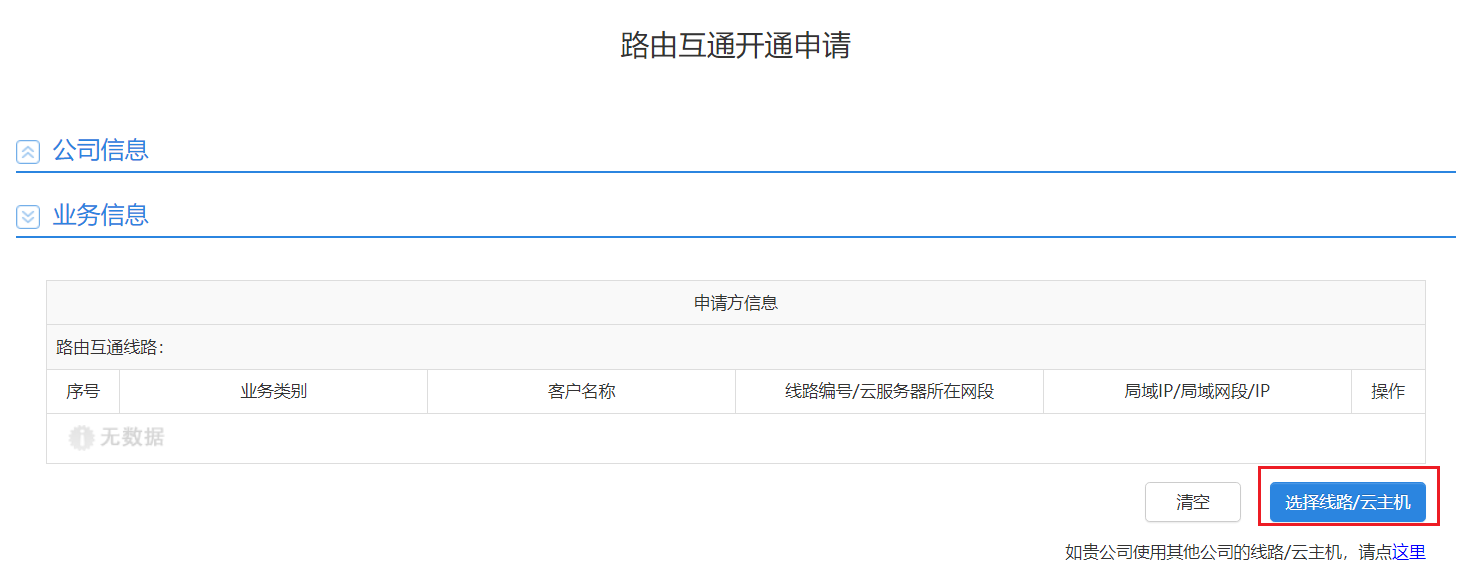 路由互通开通申请
公司信息
业务信息
申请方信息
路由互通线路:
序号 业务类别 客户名称 线路编号/云服务器所在网段 局域IP/局域网段/IP 操作
无数据
清空 选择线路/云主机
如贵公司使用其他公司的线路/云主机，请点这里